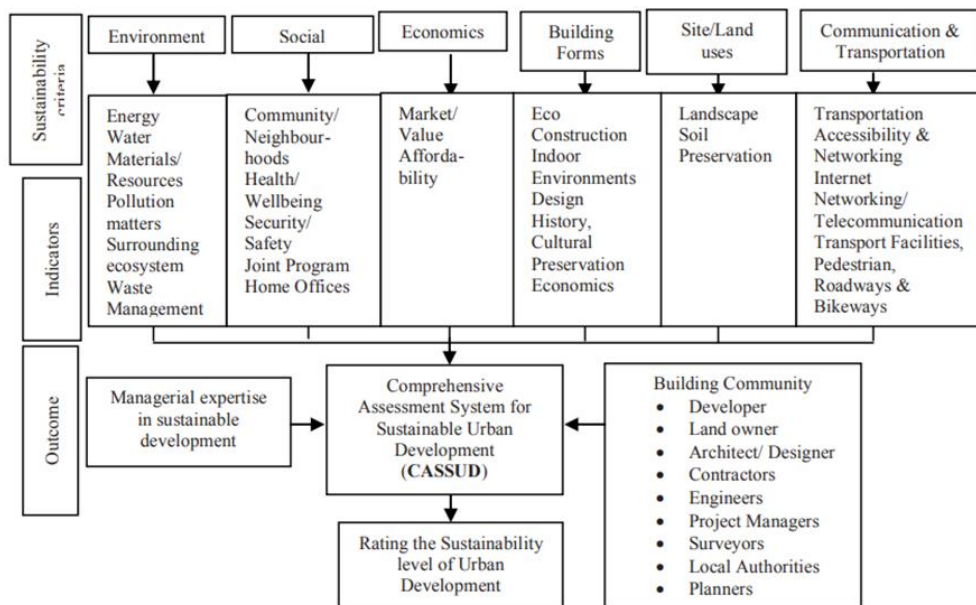 Sustainability
criteria
Environment
Social
Economics
Building
Forms
Site/Land
uses
Communication &
Transportation
Indicators
Energy
Water
Materials/
Resources
Pollution
matters
Surrounding
ecosystem
Waste
Management
Community/
Neighbour-
hoods
Health/
Wellbeing
Security/
Safety
Joint Program
Home Offices
Market/
Value
Afforda-
bility
Eco
Construction
Indoor
Environments
Design
History,
Cultural
Preservation
Economics
Landscape
Soil
Preservation
Transportation
Accessibility &
Networking
Internet
Networking/
Telecommunication
Transport Facilities,
Pedestrian,
Roadways &
Bikeways
Outcome
Managerial expertise
in sustainable
development
Comprehensive
Assessment System for
Sustainable Urban
Development
(CASSUD)
Building Community
• Developer
• Land owner
• Architect/ Designer
• Contractors
• Engineers
• Project Managers
• Surveyors
• Local Authorities
• Planners
Rating the Sustainability
level of Urban
Development